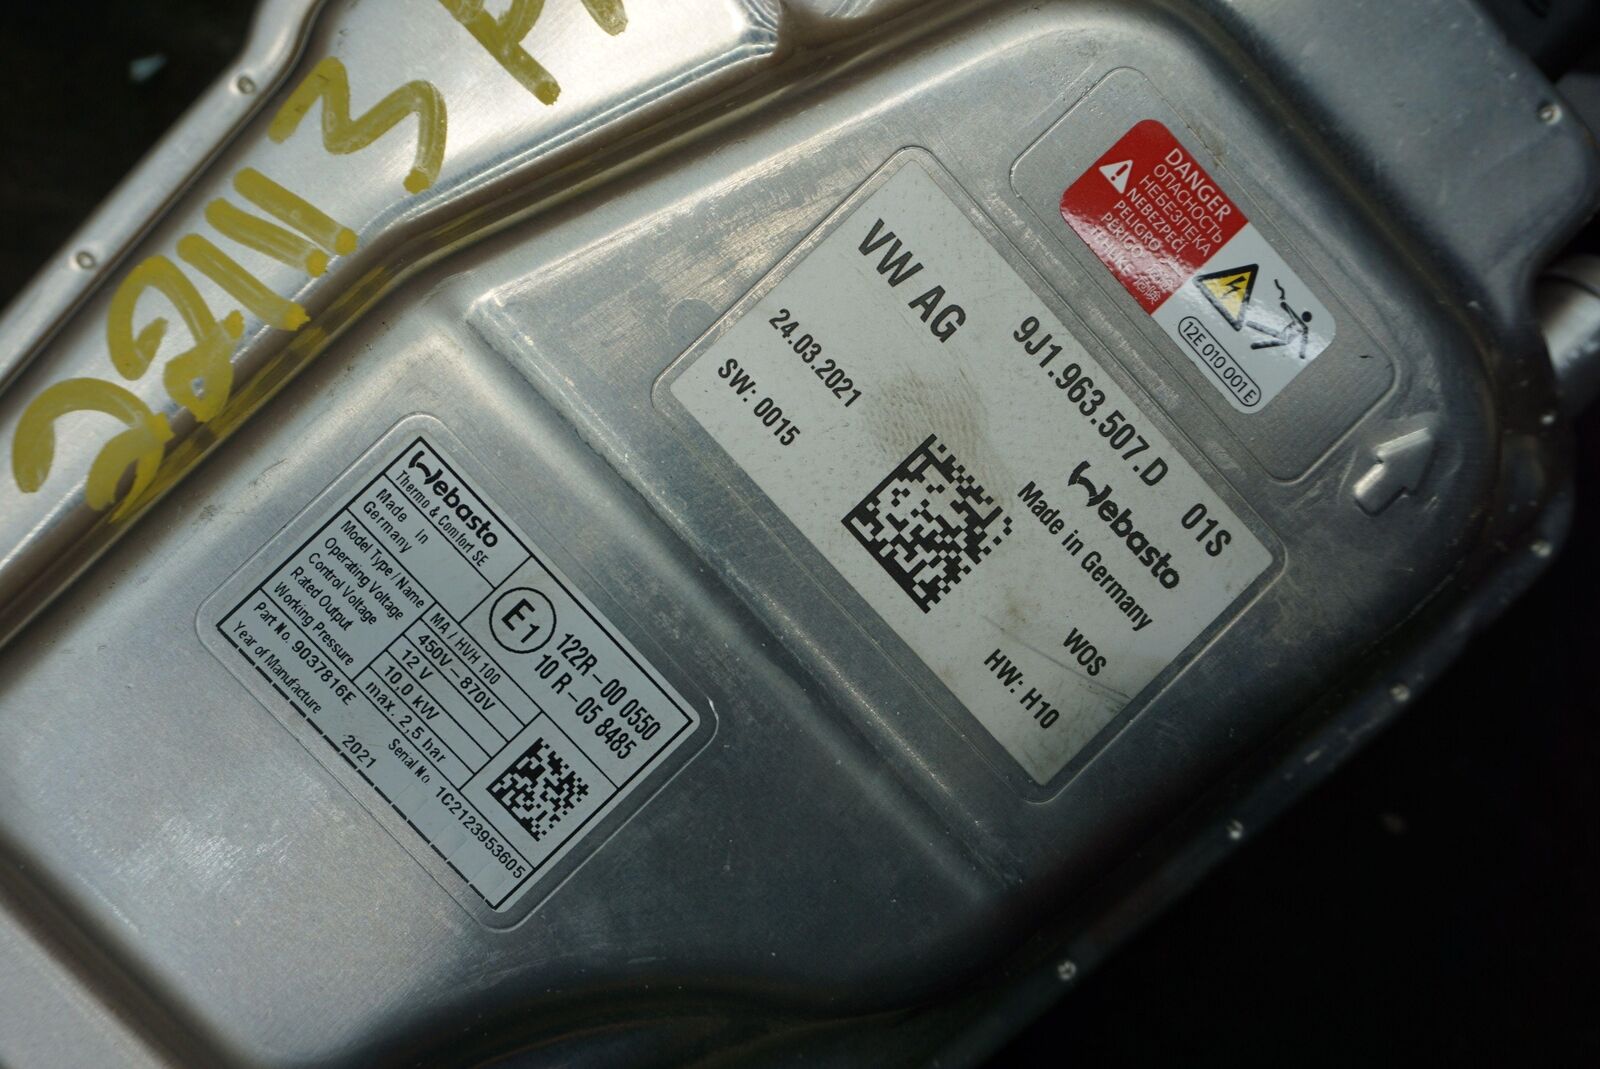 DANGER
ОПАСНОСТЬ
НЕБЕЗПЕКА
NEBEZPEČÍ
PELIGRO
PERIGO
12E 010 001 E
VW AG
9J1.963.507.D 01S
24.03.2021
SW: 0015
Webasto
Made in Germany
WOS
HW: H10
Webasto
Thermo & Comfort SE
Made In
Germany
E1
122R-00 0550
10 R-05 8485
Model Type / Name MA / HVH 100
Operating Voltage 450V-870V
Control Voltage 12 V
Rated Output 10.0 kW
Working Pressure max. 2,5 bar
Part No. 9037816E Serial No. 1C2123953605
Year of Manufacture 2021